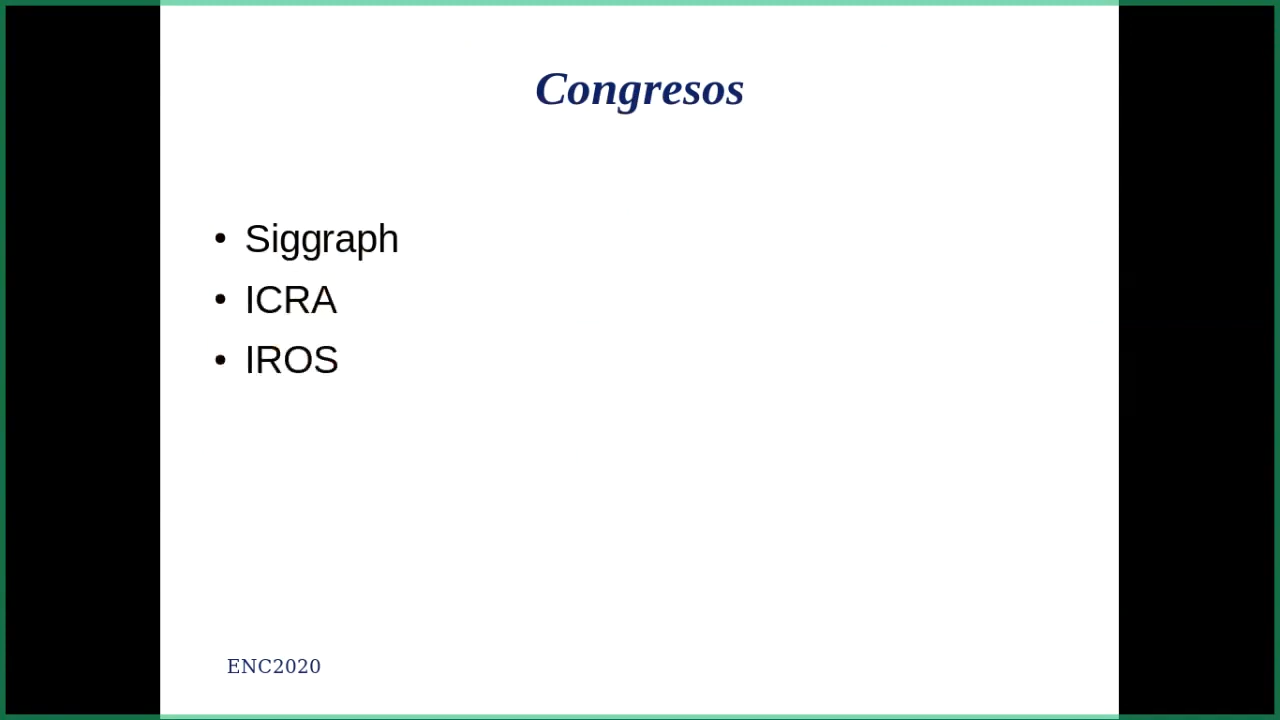 Congresos
• Siggraph
• ICRA
• IROS
ENC2020